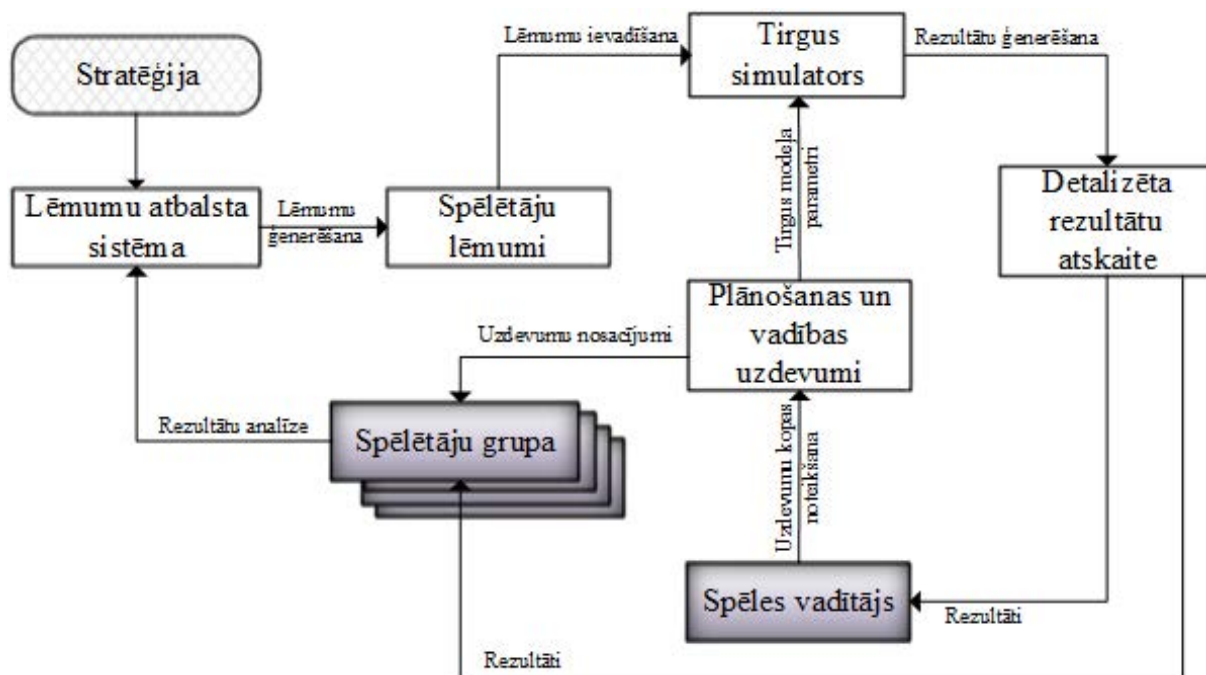 Lēmumu ievadīšana
Tirgus
simulators
Rezultātu ģenerēšana
Stratēģija
Lēmumu atbalsta
sistēma
Lēmumu
ģenerēšana
Spēlētāju
lēmumi
Tirgus modeļa
parametri
Detalizēta
rezultātu
atskaite
Plānošanas un
vadības
uzdevumi
Uzdevumu nosacījumi
Rezultātu analīze
Spēlētāju grupa
Uzdevumu kopas
noteikšana
Spēles vadītājs
Rezultāti
Rezultāti